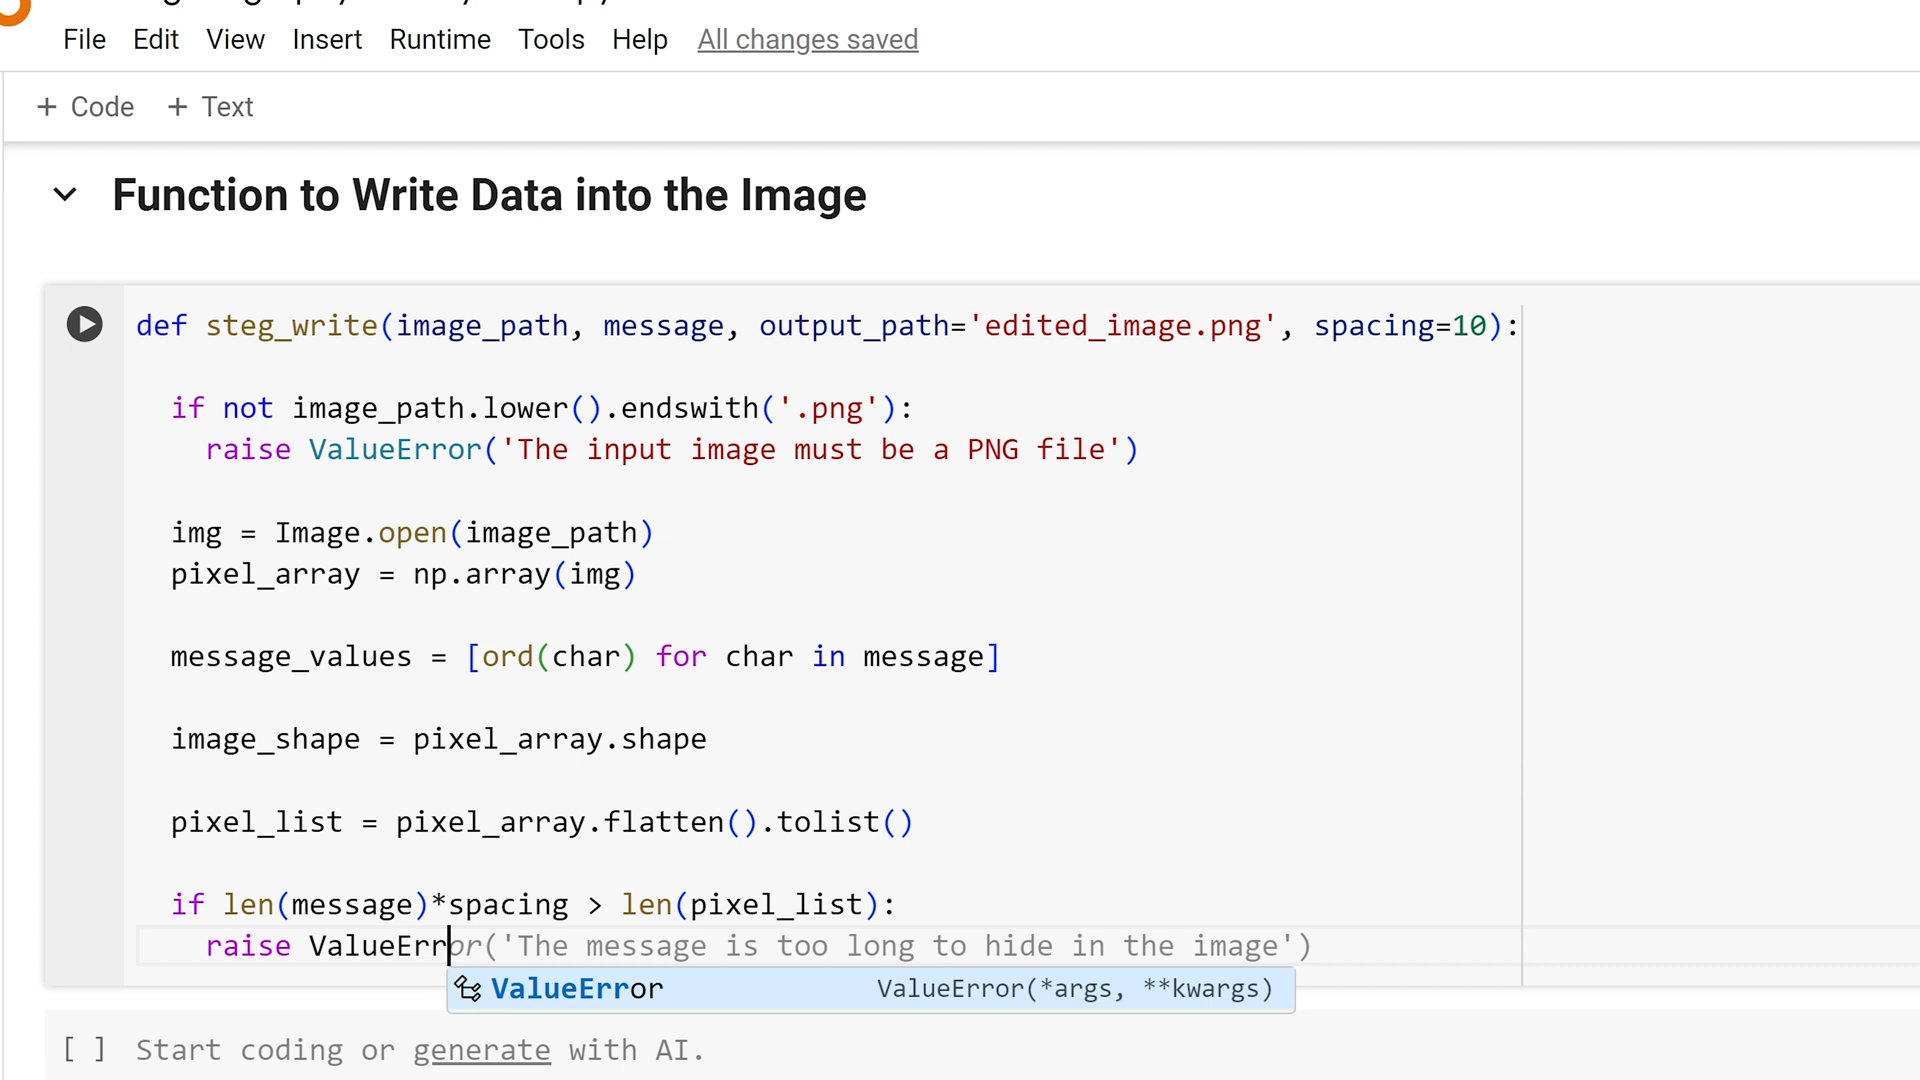 File Edit View Insert Runtime Tools Help All changes saved
+ Code + Text
Function to Write Data into the Image
def steg_write(image_path, message, output_path='edited_image.png', spacing=10):
if not image_path.lower().endswith('.png'):
raise ValueError('The input image must be a PNG file')
img = Image.open(image_path)
pixel_array = np.array(img)
message_values = [ord(char) for char in message]
image_shape = pixel_array.shape
pixel_list = pixel_array.flatten().tolist()
if len(message)*spacing > len(pixel_list):
raise ValueError('The message is too long to hide in the image')
ValueError ValueError(*args, **kwargs)
[ ] Start coding or generate with AI.